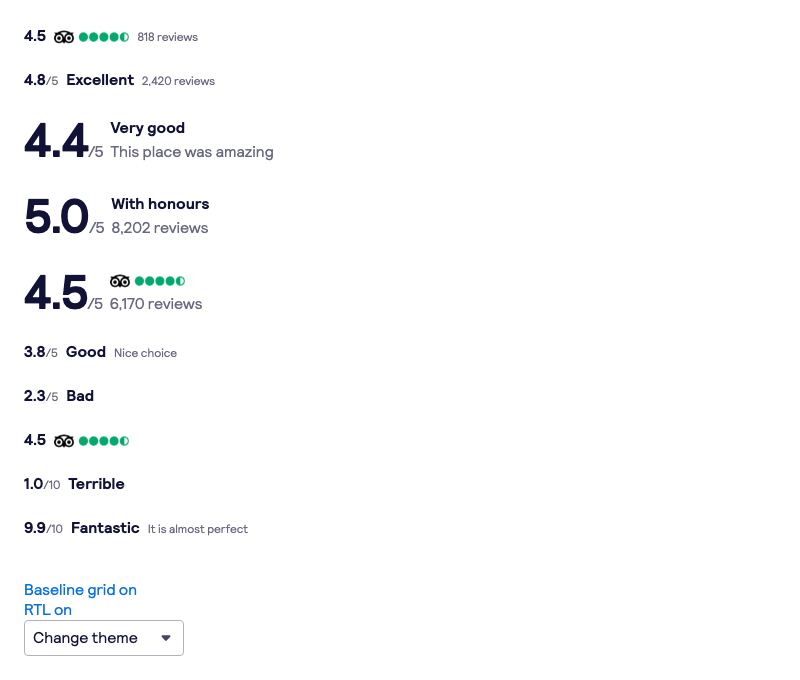 4.5 818 reviews
4.8/5 Excellent 2,420 reviews
4.4/5 Very good
This place was amazing
5.0/5 With honours
8,202 reviews
4.5/5
6,170 reviews
3.8/5 Good Nice choice
2.3/5 Bad
4.5
1.0/10 Terrible
9.9/10 Fantastic It is almost perfect
Baseline grid on
RTL on
Change theme